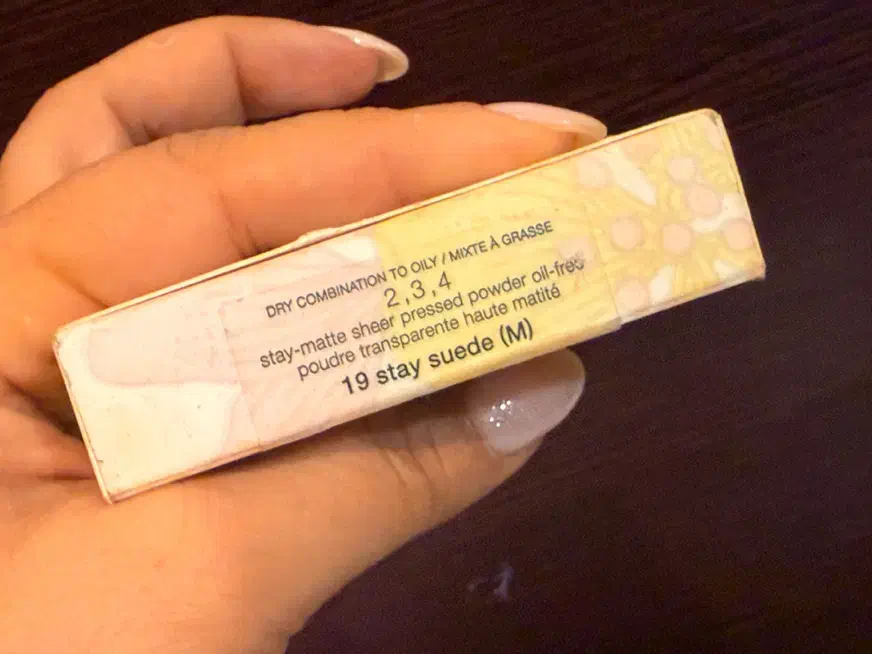 DRY COMBINATION TO OILY / MIXTE À GRASSE
2,3,4
stay-matte sheer pressed powder oil-free
poudre transparente haute matité
19 stay suede (M)